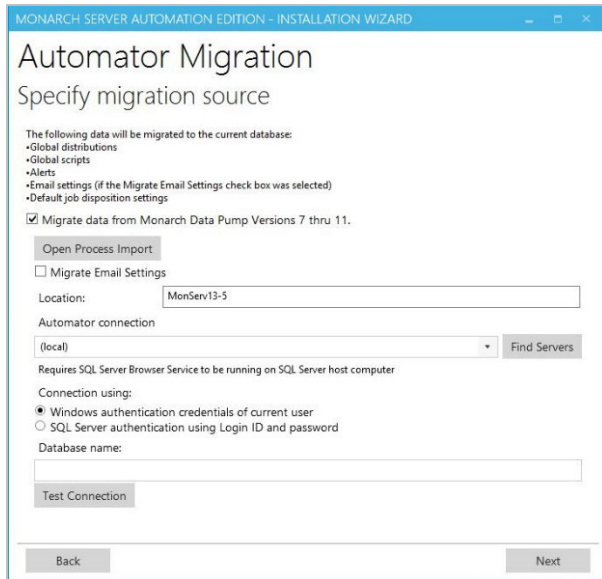 MONARCH SERVER AUTOMATION EDITION - INSTALLATION WIZARD
Automator Migration
Specify migration source
The following data will be migrated to the current database:
•Global distributions
•Global scripts
•Alerts
•Email settings (if the Migrate Email Settings check box was selected)
•Default job disposition settings
Migrate data from Monarch Data Pump Versions 7 thru 11.
Open Process Import
Migrate Email Settings
Location: MonServ13-5
Automator connection
(local) Find Servers
Requires SQL Server Browser Service to be running on SQL Server host computer
Connection using:
Windows authentication credentials of current user
SQL Server authentication using Login ID and password
Database name:
Test Connection
Back Next